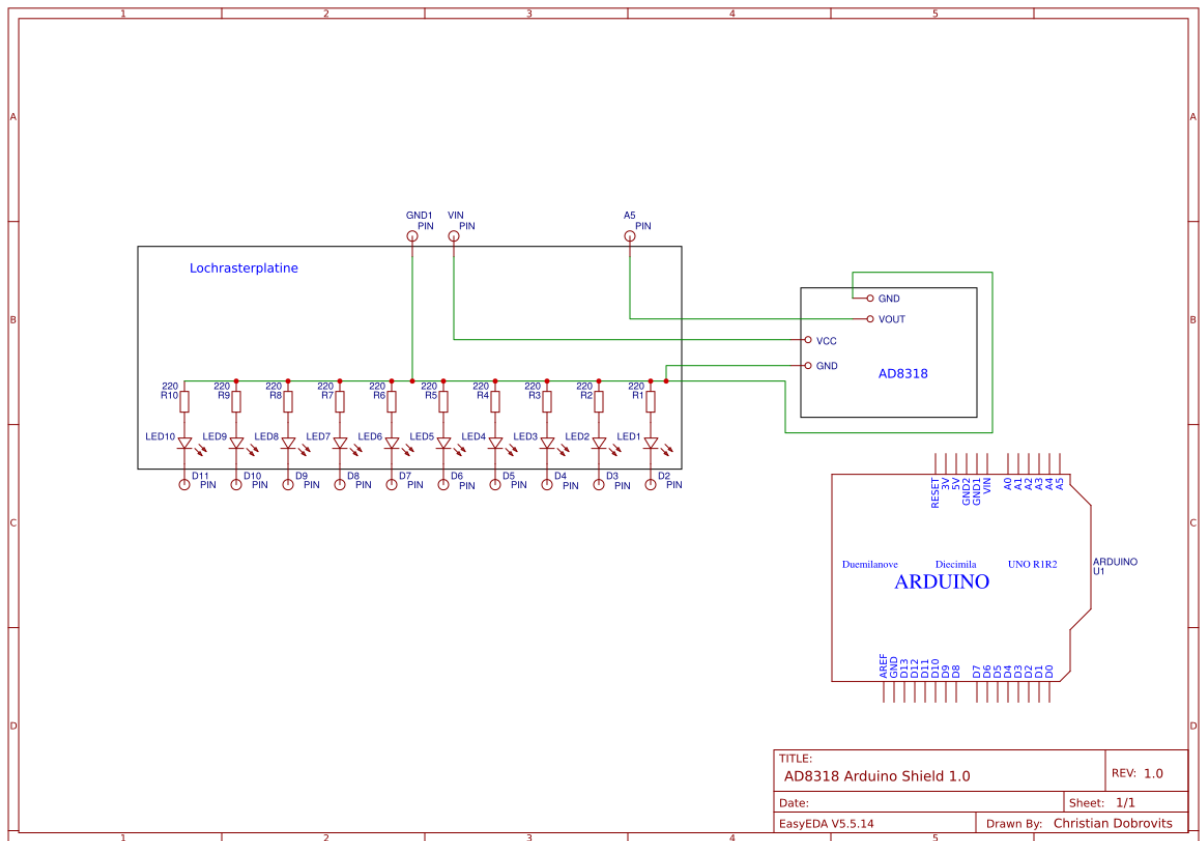 1 2 3 4 5
A A
GND1 VIN A5
PIN PIN PIN
Lochrasterplatine
GND
B VOUT B
VCC
GND
AD8318
220 220 220 220 220 220 220 220 220 220
R10 R9 R8 R7 R6 R5 R4 R3 R2 R1
LED10 LED9 LED8 LED7 LED6 LED5 LED4 LED3 LED2 LED1
D11 D10 D9 D8 D7 D6 D5 D4 D3 D2
PIN PIN PIN PIN PIN PIN PIN PIN PIN PIN
RESET 3V 5V GND2 GND1 VIN A0 A1 A2 A3 A4 A5
C C
Duemilanove Diecimila UNO R1R2
ARDUINO
ARDUINO
U1
AREF GND D13 D12 D11 D10 D9 D8 D7 D6 D5 D4 D3 D2 D1 D0
D D
TITLE:
AD8318 Arduino Shield 1.0
REV: 1.0
Date:
Sheet: 1/1
EasyEDA V5.5.14
Drawn By: Christian Dobrovits
1 2 3 4 5